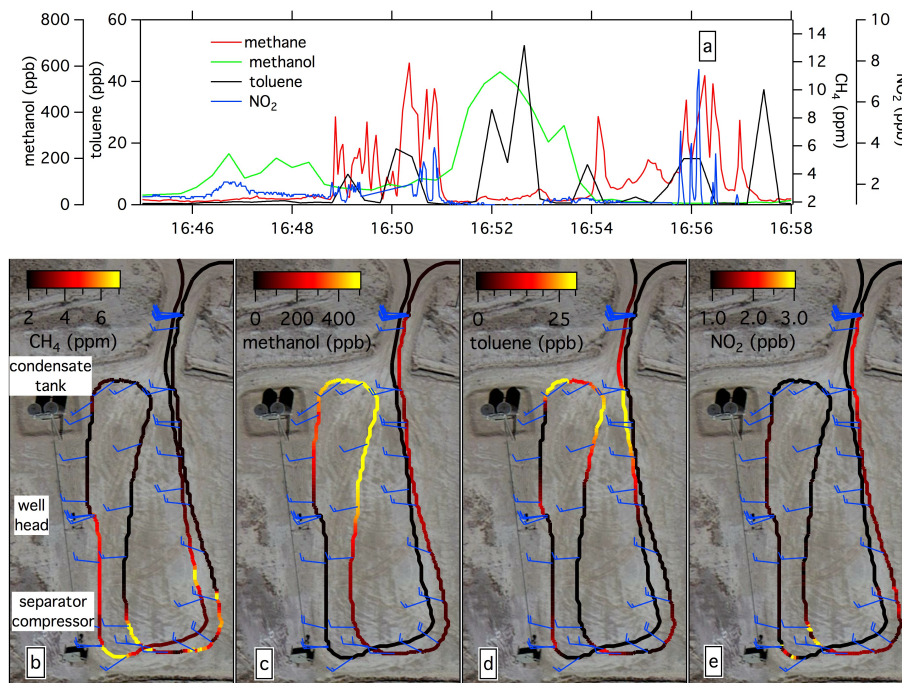 800
600
400
200
0
methanol (ppb)
60
40
20
0
toluene (ppb)
methane
methanol
toluene
NO₂
a
14
12
10
8
6
4
2
CH₄ (ppm)
10
8
6
4
2
NO₂ (ppb)
16:46 16:48 16:50 16:52 16:54 16:56 16:58
2 4 6
CH₄ (ppm)
condensate
tank
well
head
separator
compressor
b
0 200 400
methanol (ppb)
c
0 25
toluene (ppb)
d
1.0 2.0 3.0
NO₂ (ppb)
e